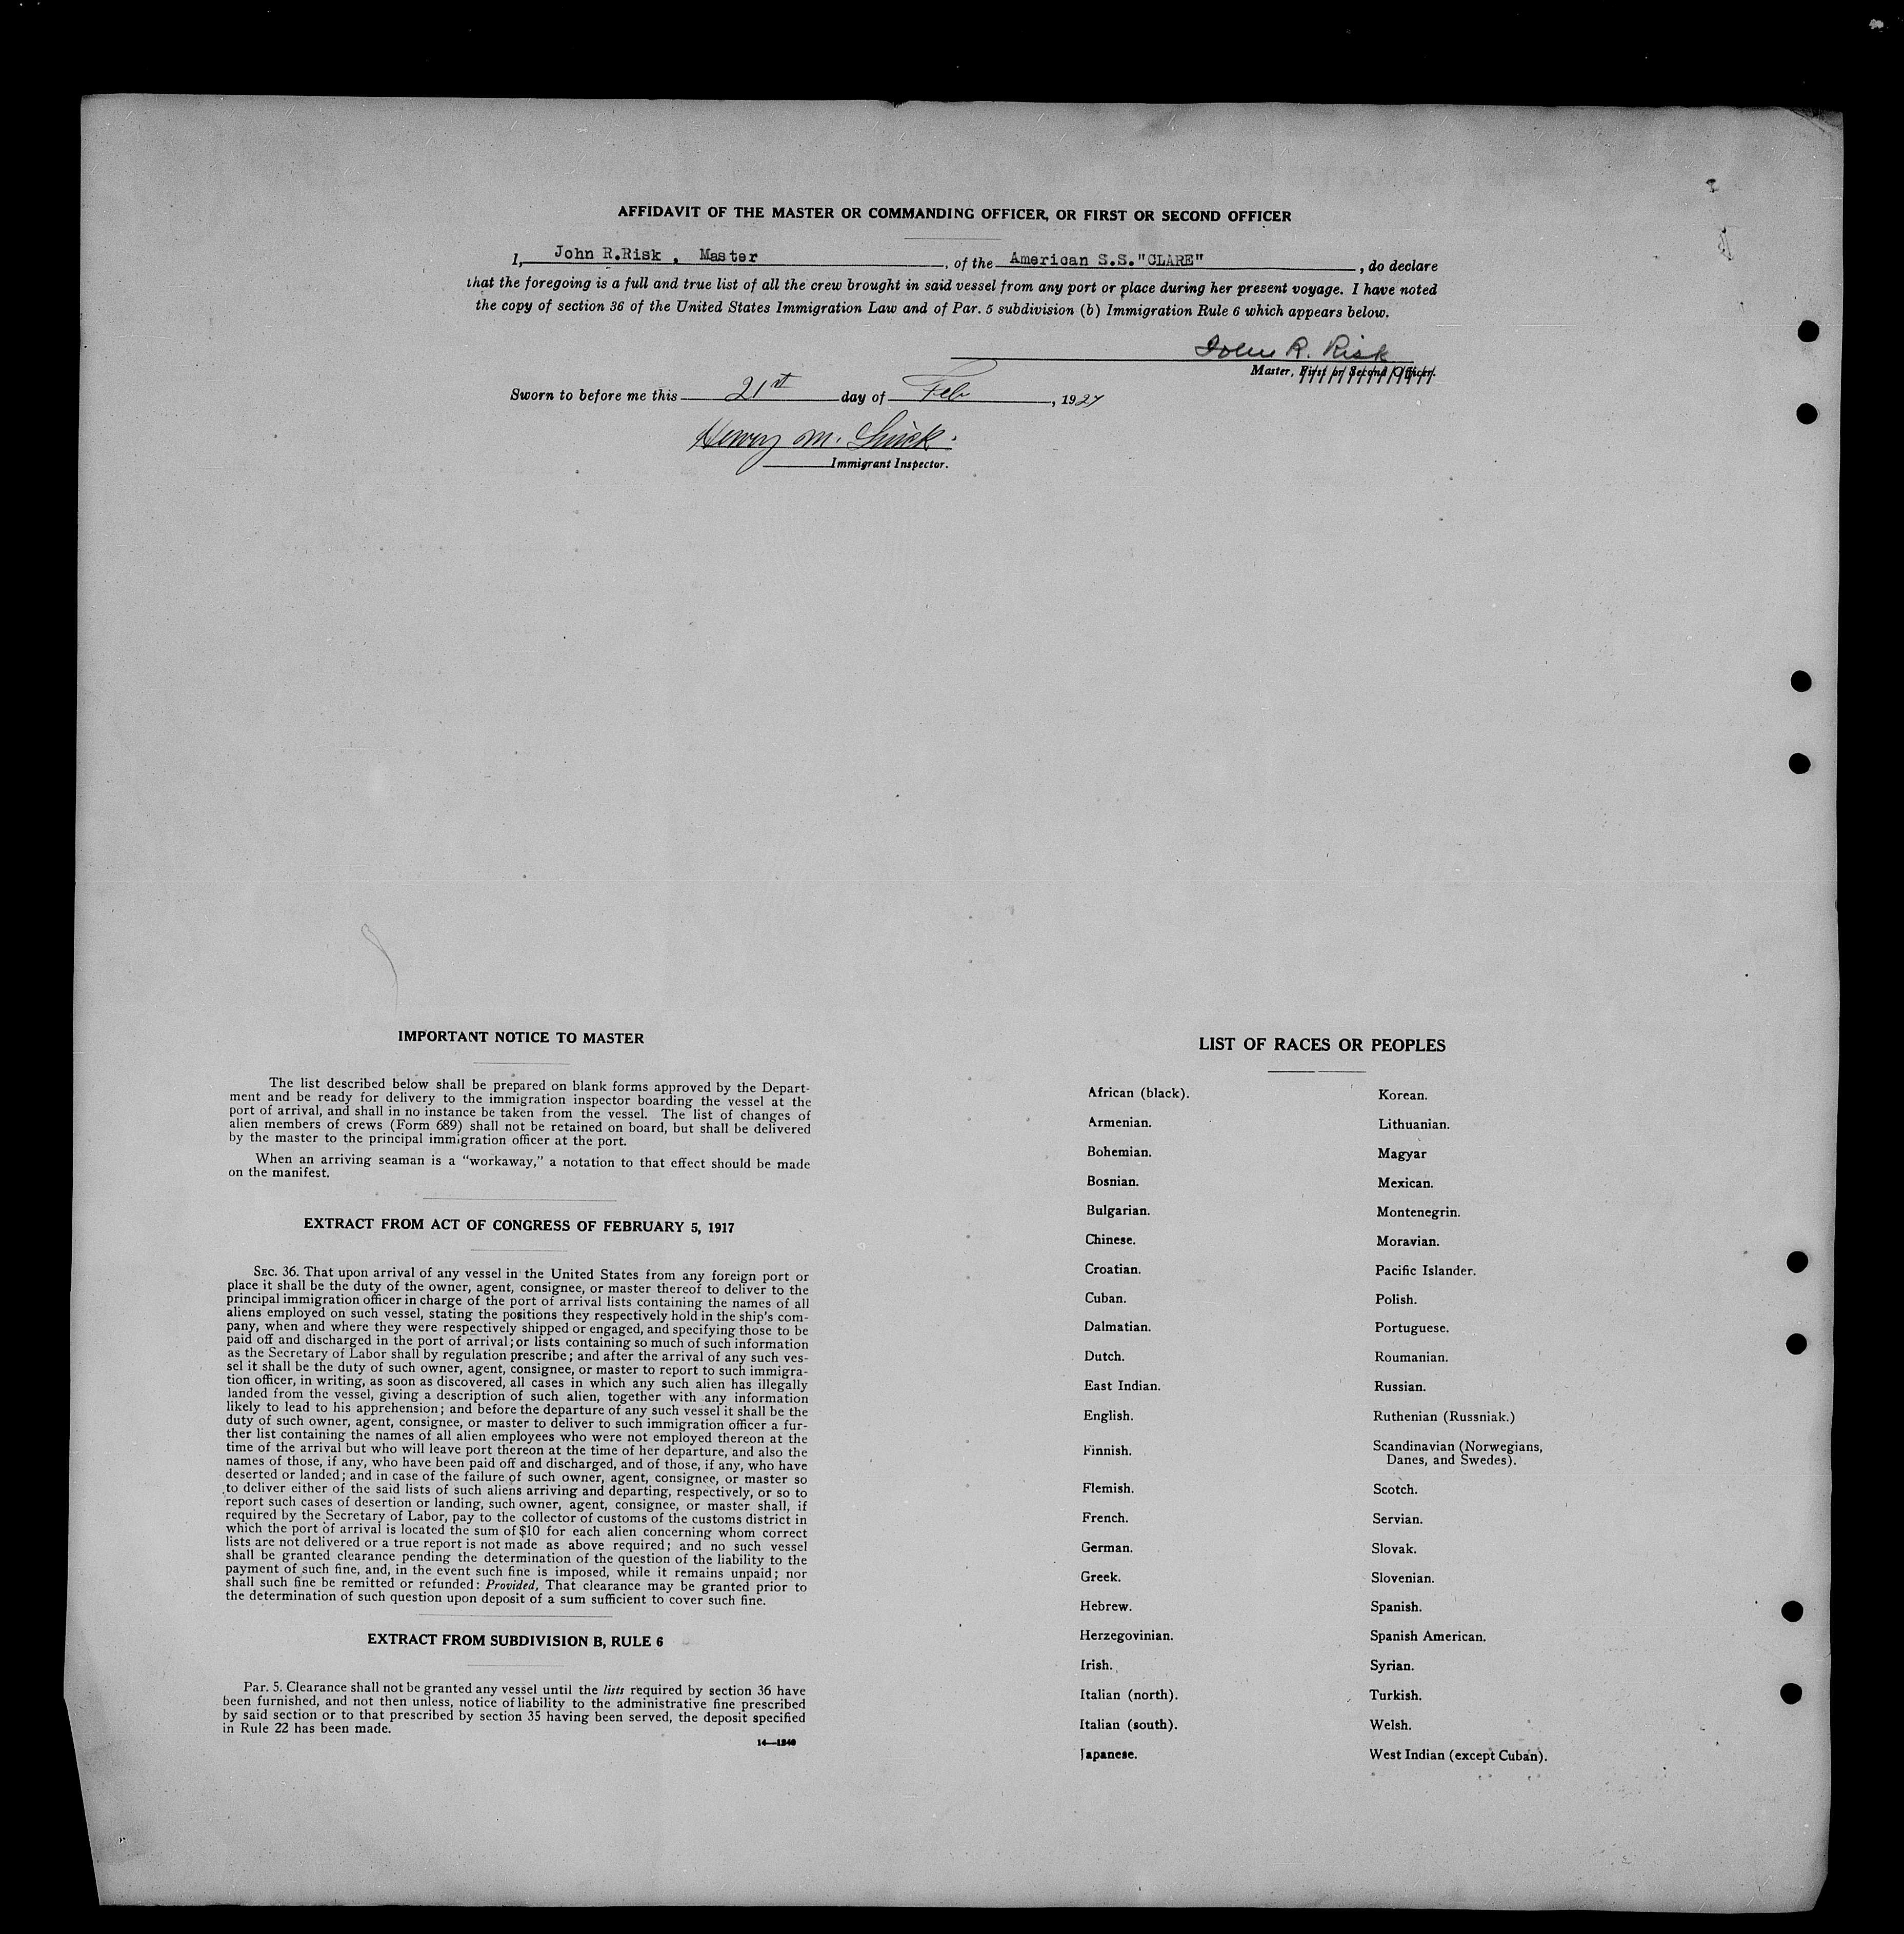 AFFIDAVIT OF THE MASTER OR COMMANDING OFFICER, OR FIRST OR SECOND OFFICER
I, John R.Risk , Master , of the American S.S."CLARE" , do declare
that the foregoing is a full and true list of all the crew brought in said vessel from any port or place during her present voyage. I have noted
the copy of section 36 of the United States Immigration Law and of Par. 5 subdivision (b) Immigration Rule 6 which appears below.
John R. Risk
Master, First or Second Officer.
Sworn to before me this 21st day of Feb , 1927
Henry M.
Immigrant Inspector.
IMPORTANT NOTICE TO MASTER
The list described below shall be prepared on blank forms approved by the Depart-
ment and be ready for delivery to the immigration inspector boarding the vessel at the
port of arrival, and shall in no instance be taken from the vessel. The list of changes of
alien members of crews (Form 689) shall not be retained on board, but shall be delivered
by the master to the principal immigration officer at the port.
When an arriving seaman is a "workaway," a notation to that effect should be made
on the manifest.
EXTRACT FROM ACT OF CONGRESS OF FEBRUARY 5, 1917
SEC. 36. That upon arrival of any vessel in the United States from any foreign port or
place it shall be the duty of the owner, agent, consignee, or master thereof to deliver to the
principal immigration officer in charge of the port of arrival lists containing the names of all
aliens employed on such vessel, stating the positions they respectively hold in the ship's com-
pany, when and where they were respectively shipped or engaged, and specifying those to be
paid off and discharged in the port of arrival; or lists containing so much of such information
as the Secretary of Labor shall by regulation prescribe; and after the arrival of any such ves-
sel it shall be the duty of such owner, agent, consignee, or master to report to such immigra-
tion officer, in writing, as soon as discovered, all cases in which any such alien has illegally
landed from the vessel, giving a description of such alien, together with any information
likely to lead to his apprehension; and before the departure of any such vessel it shall be the
duty of such owner, agent, consignee, or master to deliver to such immigration officer a fur-
ther list containing the names of all alien employees who were not employed thereon at the
time of the arrival but who will leave port thereon at the time of her departure, and also the
names of those, if any, who have been paid off and discharged, and of those, if any, who have
deserted or landed; and in case of the failure of such owner, agent, consignee, or master so
to deliver either of the said lists of such aliens arriving and departing, respectively, or so to
report such cases of desertion or landing, such owner, agent, consignee, or master shall, if
required by the Secretary of Labor, pay to the collector of customs of the customs district in
which the port of arrival is located the sum of $10 for each alien concerning whom correct
lists are not delivered or a true report is not made as above required; and no such vessel
shall be granted clearance pending the determination of the question of the liability to the
payment of such fine, and, in the event such fine is imposed, while it remains unpaid; nor
shall such fine be remitted or refunded: Provided, That clearance may be granted prior to
the determination of such question upon deposit of a sum sufficient to cover such fine.
EXTRACT FROM SUBDIVISION B, RULE 6
Par. 5. Clearance shall not be granted any vessel until the lists required by section 36 have
been furnished, and not then unless, notice of liability to the administrative fine prescribed
by said section or to that prescribed by section 35 having been served, the deposit specified
in Rule 22 has been made.
14—1240
LIST OF RACES OR PEOPLES
African (black).
Armenian.
Bohemian.
Bosnian.
Bulgarian.
Chinese.
Croatian.
Cuban.
Dalmatian.
Dutch.
East Indian.
English.
Finnish.
Flemish.
French.
German.
Greek.
Hebrew.
Herzegovinian.
Irish.
Italian (north).
Italian (south).
Japanese.
Korean.
Lithuanian.
Magyar
Mexican.
Montenegrin.
Moravian.
Pacific Islander.
Polish.
Portuguese.
Roumanian.
Russian.
Ruthenian (Russniak.)
Scandinavian (Norwegians,
Danes, and Swedes).
Scotch.
Servian.
Slovak.
Slovenian.
Spanish.
Spanish American.
Syrian.
Turkish.
Welsh.
West Indian (except Cuban).